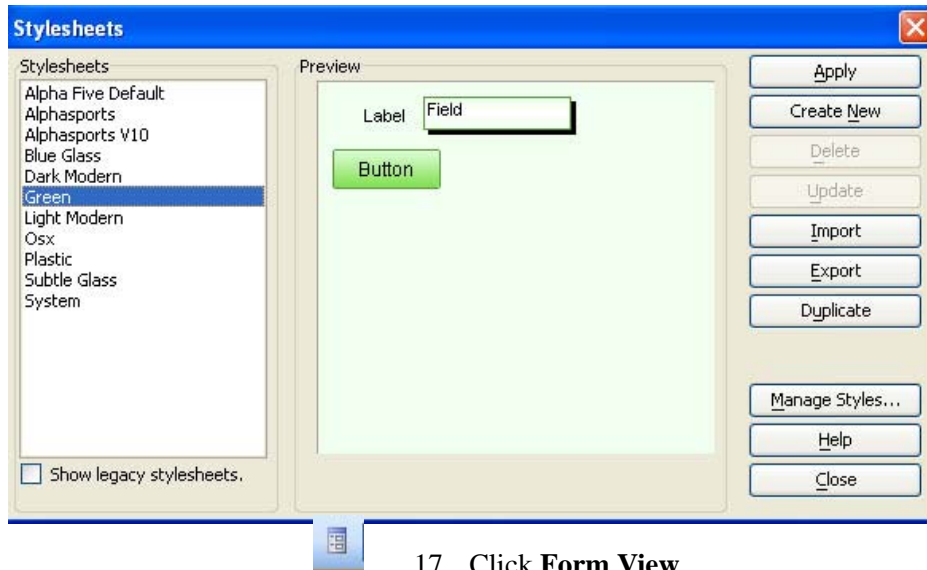 Stylesheets
Stylesheets
Alpha Five Default
Alphasports
Alphasports V10
Blue Glass
Dark Modern
Green
Light Modern
Osx
Plastic
Subtle Glass
System
Show legacy stylesheets.
Preview
Label
Field
Button
Apply
Create New
Delete
Update
Import
Export
Duplicate
Manage Styles...
Help
Close
17. Click Form View